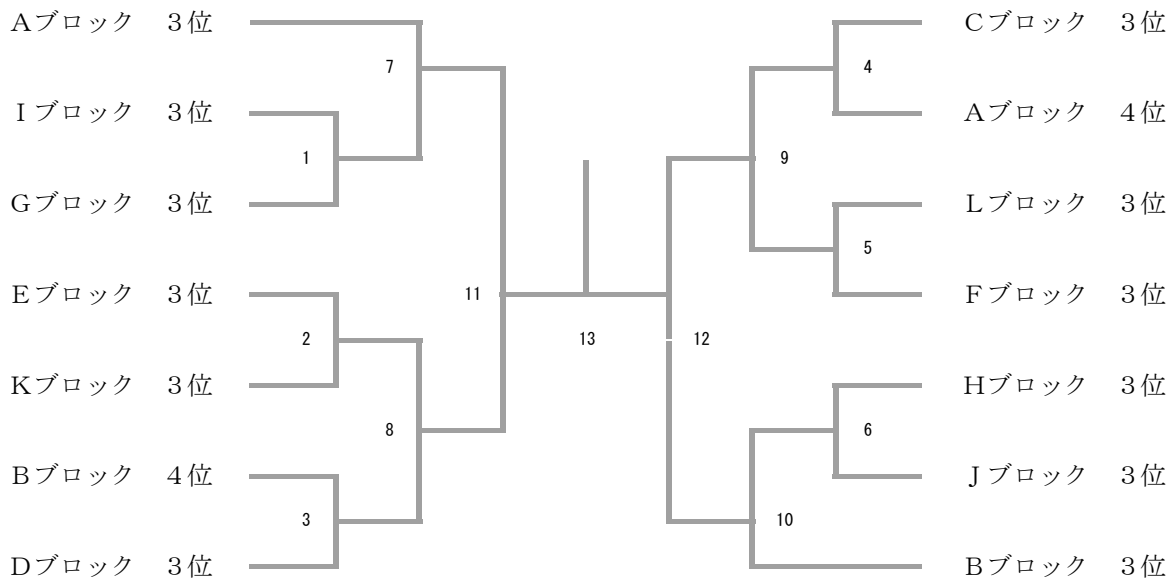 Ａブロック　３位
Ｃブロック　３位
7
4
Ｉブロック　３位
Ａブロック　４位
1
9
Ｇブロック　３位
Ｌブロック　３位
5
Ｅブロック　３位
11
Ｆブロック　３位
2
13
12
Ｋブロック　３位
Ｈブロック　３位
8
6
Ｂブロック　４位
Ｊブロック　３位
3
10
Ｄブロック　３位
Ｂブロック　３位